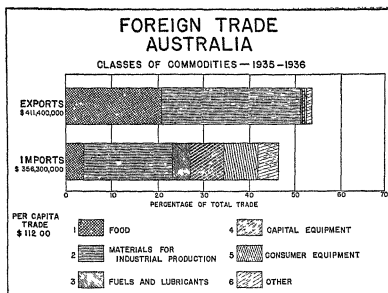 FOREIGN TRADE
AUSTRALIA
CLASSES OF COMMODITIES — 1935-1936
EXPORTS
$411,400,000
IMPORTS
$356,300,000
0 10 20 30 40 50 60 70
PERCENTAGE OF TOTAL TRADE
PER CAPITA
TRADE
$112.00
1 FOOD
2 MATERIALS FOR
INDUSTRIAL PRODUCTION
3 FUELS AND LUBRICANTS
4 CAPITAL EQUIPMENT
5 CONSUMER EQUIPMENT
6 OTHER